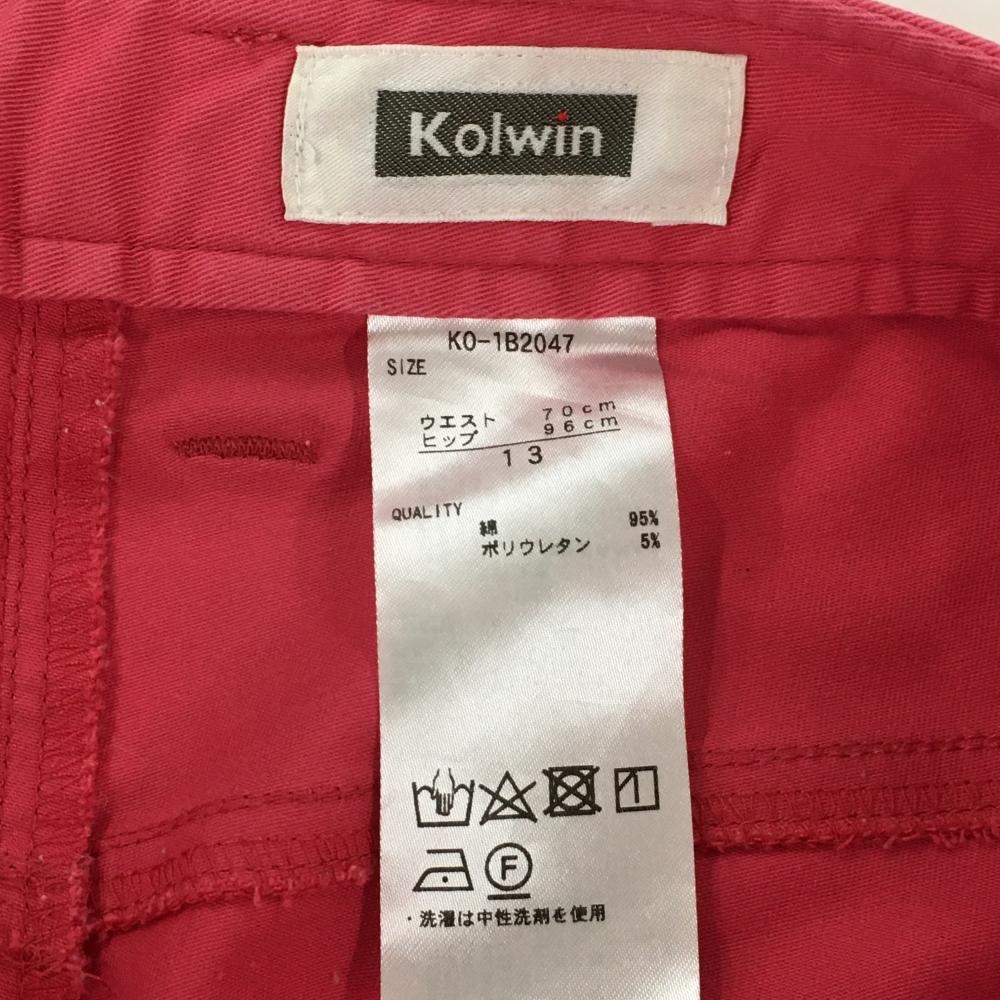 Kolwin
KO-1B2047
SIZE
ウエスト 70cm
ヒップ 96cm
13
QUALITY
綿 95%
ポリウレタン 5%
F
・洗濯は中性洗剤を使用